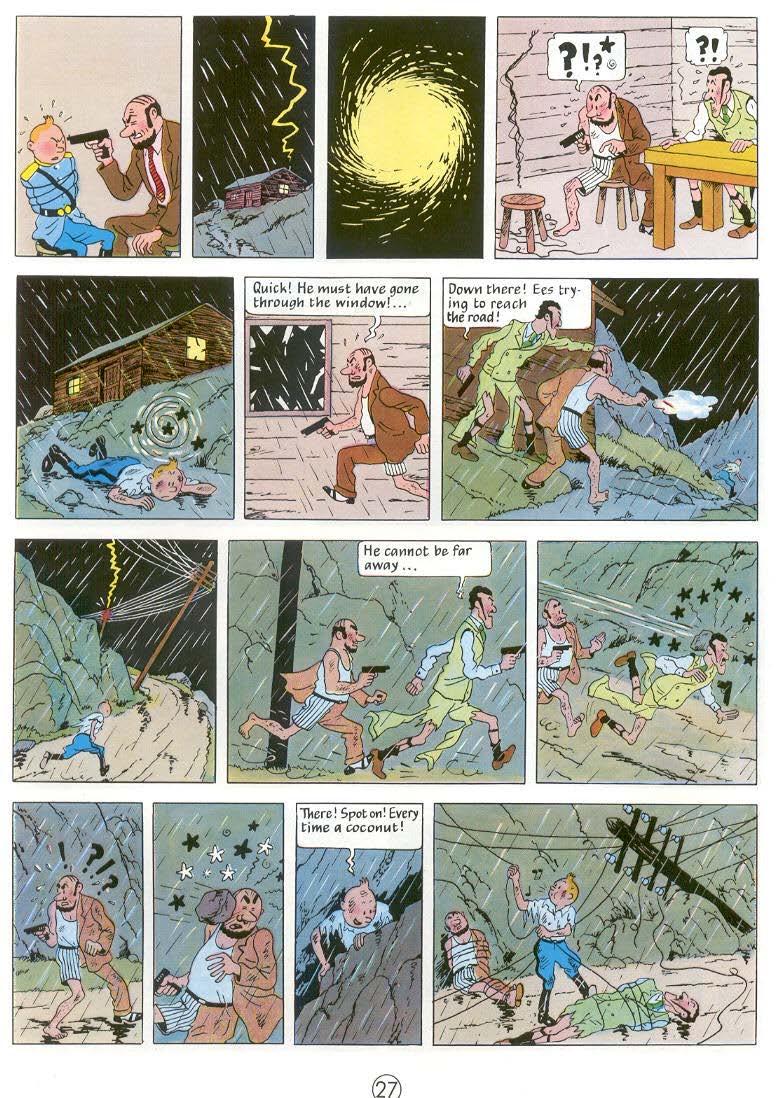 ?!?
?!
Quick! He must have gone
through the window!...
Down there! Ees try-
ing to reach
the road!
He cannot be far
away ...
! ?!?
There! Spot on! Every
time a coconut!
27